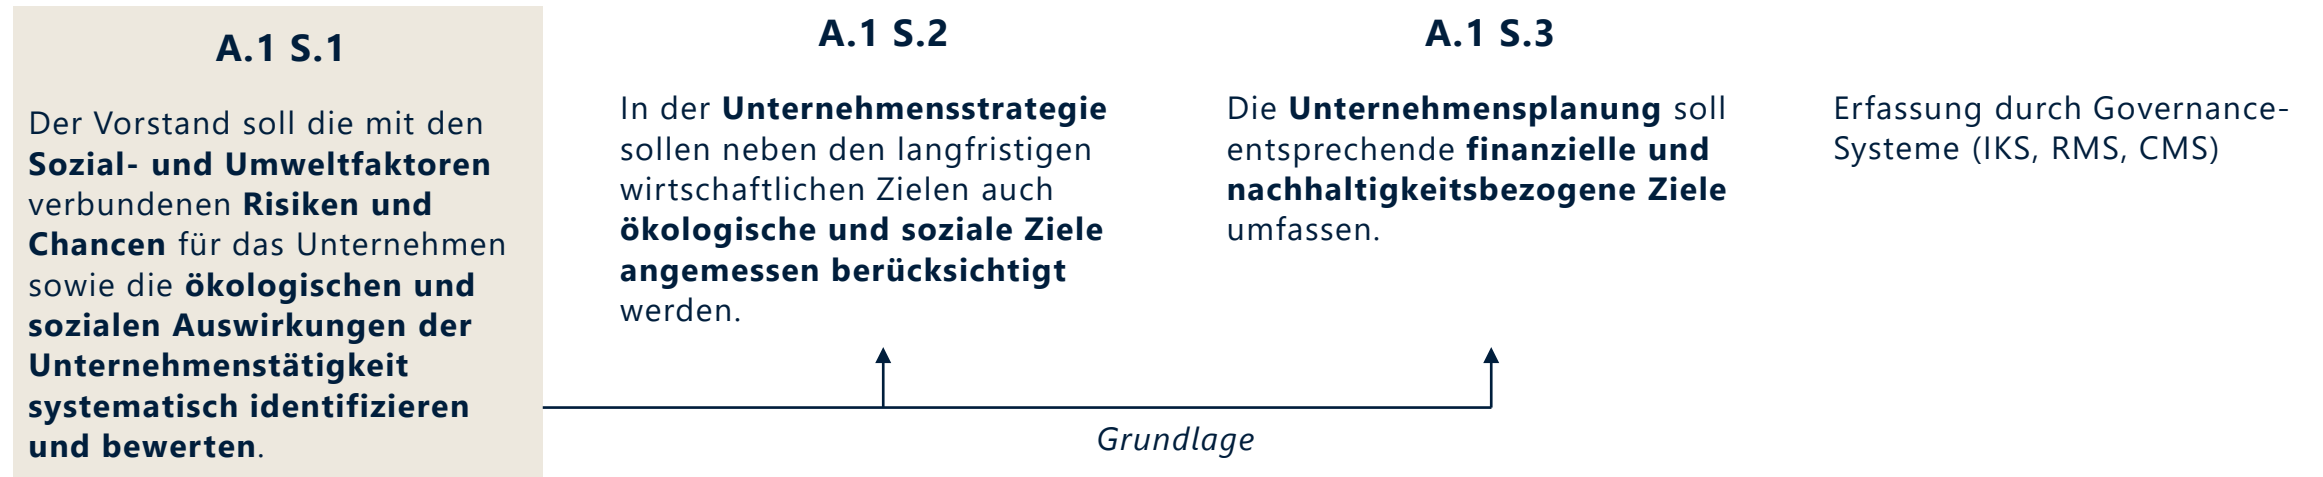 A.1 S.1
Der Vorstand soll die mit den
Sozial- und Umweltfaktoren
verbundenen Risiken und
Chancen für das Unternehmen
sowie die ökologischen und
sozialen Auswirkungen der
Unternehmenstätigkeit
systematisch identifizieren
und bewerten.
A.1 S.2
In der Unternehmensstrategie
sollen neben den langfristigen
wirtschaftlichen Zielen auch
ökologische und soziale Ziele
angemessen berücksichtigt
werden.
A.1 S.3
Die Unternehmensplanung soll
entsprechende finanzielle und
nachhaltigkeitsbezogene Ziele
umfassen.
Erfassung durch Governance-
Systeme (IKS, RMS, CMS)
Grundlage